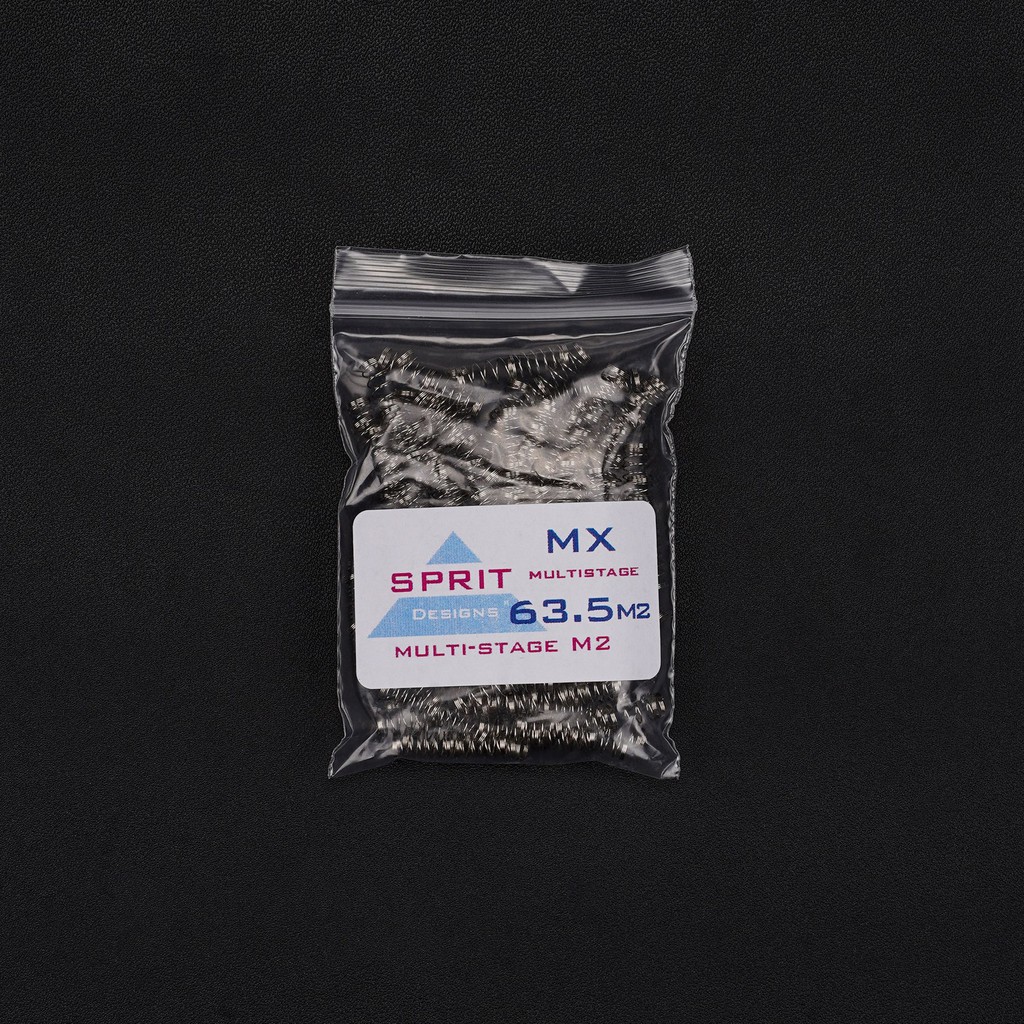 MX
SPRIT MULTISTAGE
Designs 63.5M2
MULTI-STAGE M2